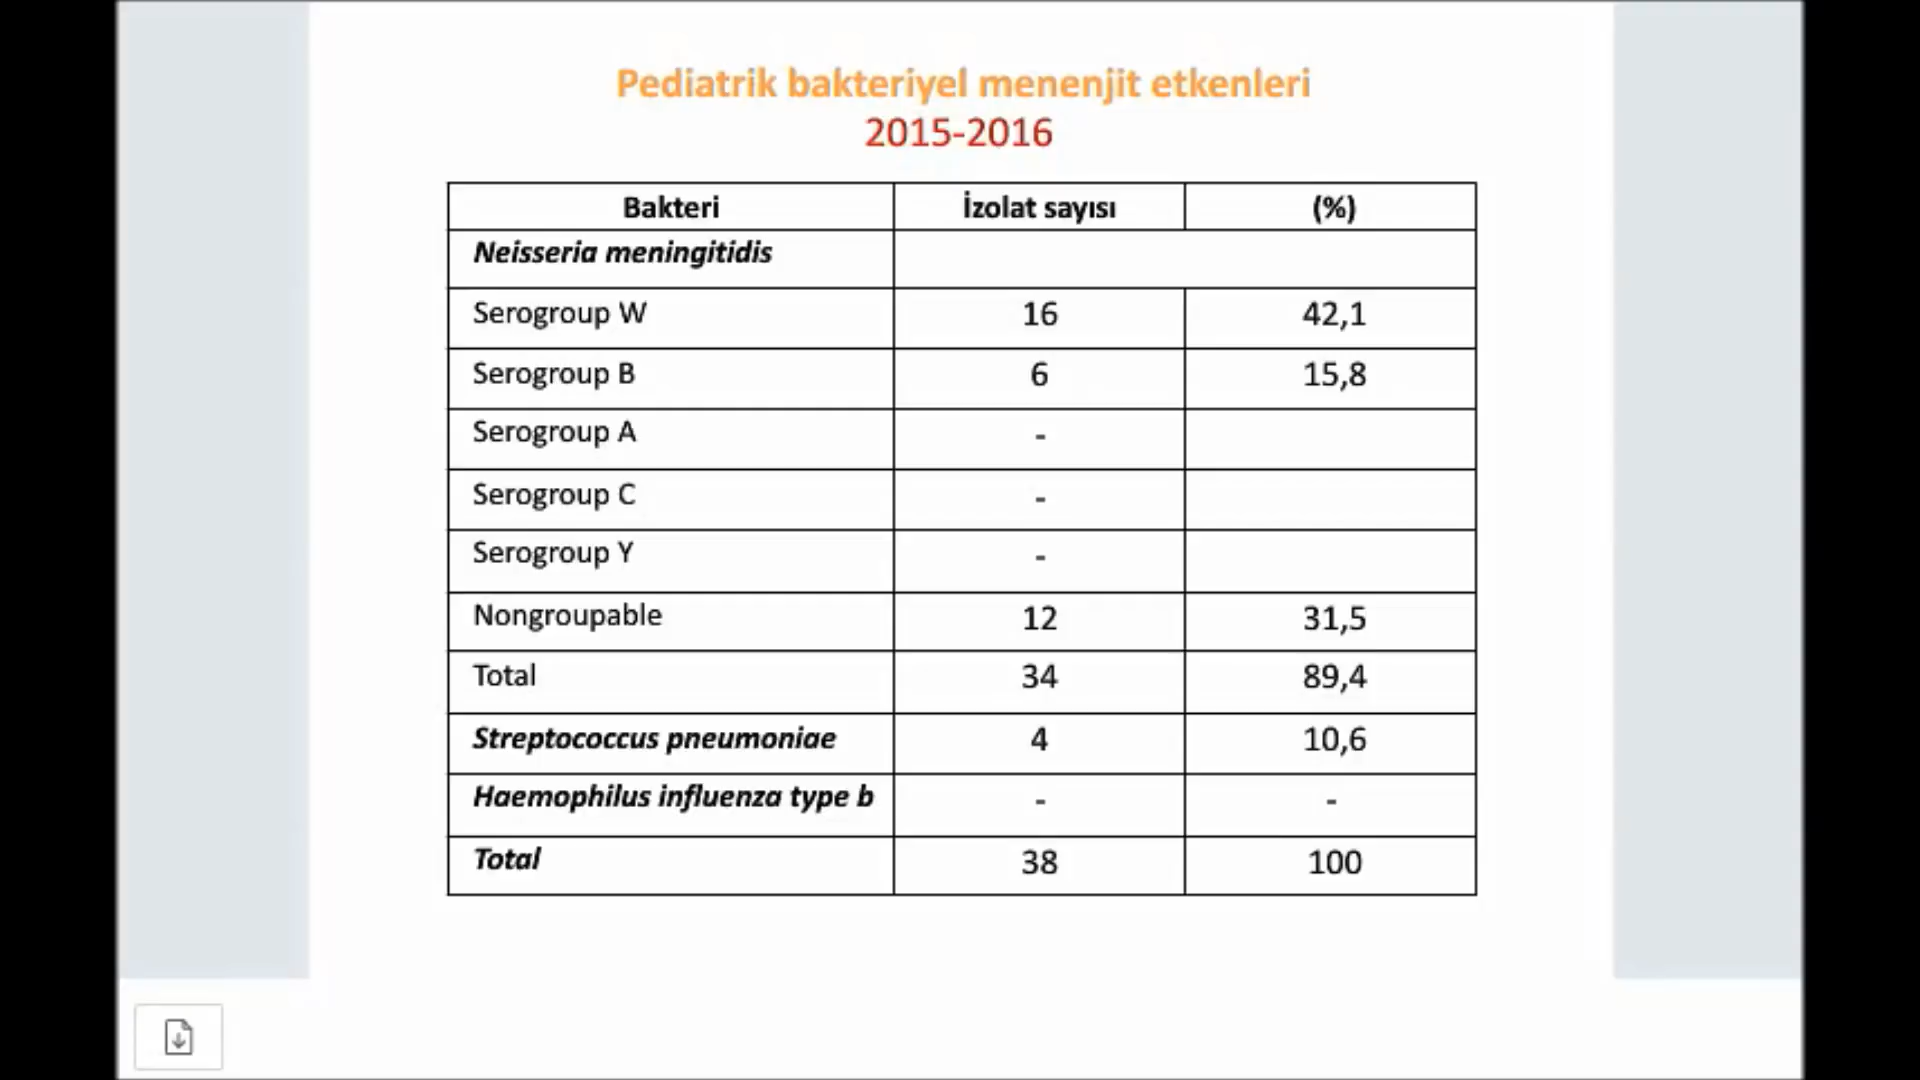 Pediatrik bakteriyel menenjit etkenleri
2015-2016
Bakteri İzolat sayısı (%)
Neisseria meningitidis
Serogroup W 16 42,1
Serogroup B 6 15,8
Serogroup A -
Serogroup C -
Serogroup Y -
Nongroupable 12 31,5
Total 34 89,4
Streptococcus pneumoniae 4 10,6
Haemophilus influenza type b - -
Total 38 100